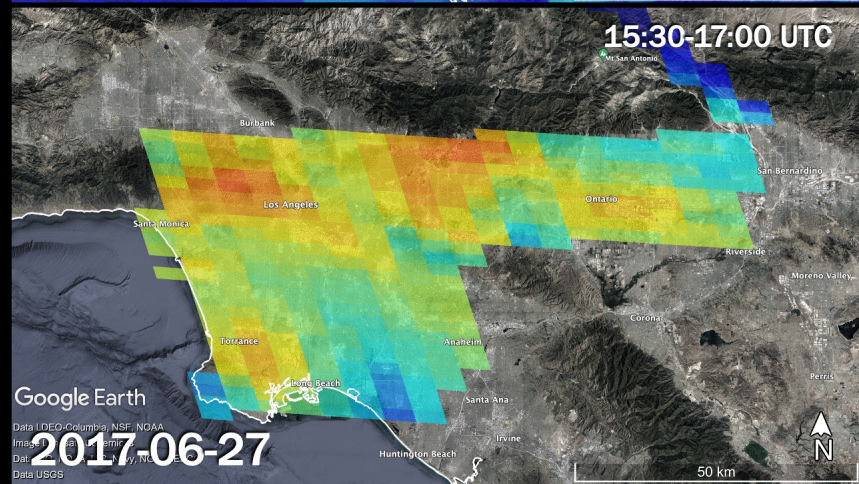 15:30-17:00 UTC
Mt San Antonio
Burbank
San Bernardino
Ontario
Los Angeles
Santa Monica
Riverside
Moreno Valley
Corona
Torrance
Anaheim
Perris
Long Beach
Google Earth
Santa Ana
Data LDEO-Columbia, NSF, NOAA
2017-06-27
Irvine
N
Huntington Beach
50 km
Data USGS